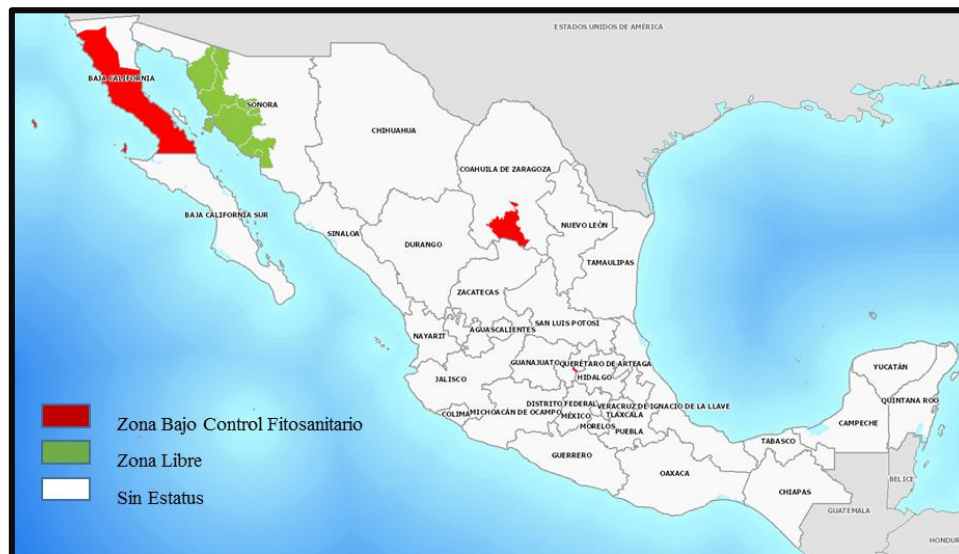 ESTADOS UNIDOS DE AMÉRICA
BAJA CALIFORNIA
SONORA
CHIHUAHUA
COAHUILA DE ZARAGOZA
BAJA CALIFORNIA SUR
SINALOA
DURANGO
NUEVO LEÓN
TAMAULIPAS
ZACATECAS
SAN LUIS POTOSÍ
NAYARIT
AGUASCALIENTES
GUANAJUATO
QUERÉTARO DE ARTEAGA
HIDALGO
YUCATÁN
JALISCO
QUINTANA ROO
DISTRITO FEDERAL
VERACRUZ DE IGNACIO DE LA LLAVE
COLIMA
MICHOACÁN DE OCAMPO
MÉXICO
TLAXCALA
CAMPECHE
MORELOS
PUEBLA
TABASCO
GUERRERO
OAXACA
BELICE
CHIAPAS
GUATEMALA
HONDUR
Zona Bajo Control Fitosanitario
Zona Libre
Sin Estatus